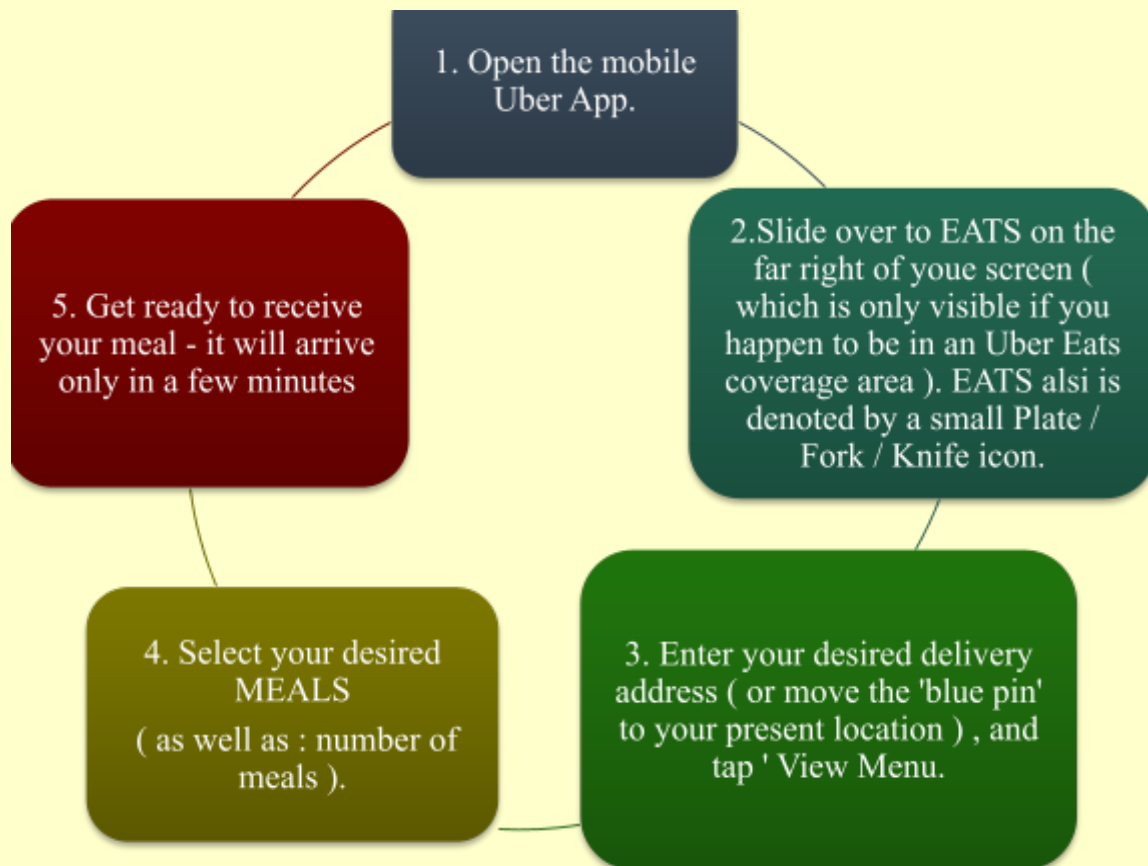 1. Open the mobile
Uber App.
2.Slide over to EATS on the
far right of youe screen (
which is only visible if you
happen to be in an Uber Eats
coverage area ). EATS alsi is
denoted by a small Plate /
Fork / Knife icon.
3. Enter your desired delivery
address ( or move the 'blue pin'
to your present location ) , and
tap ' View Menu.
4. Select your desired
MEALS
( as well as : number of
meals ).
5. Get ready to receive
your meal - it will arrive
only in a few minutes